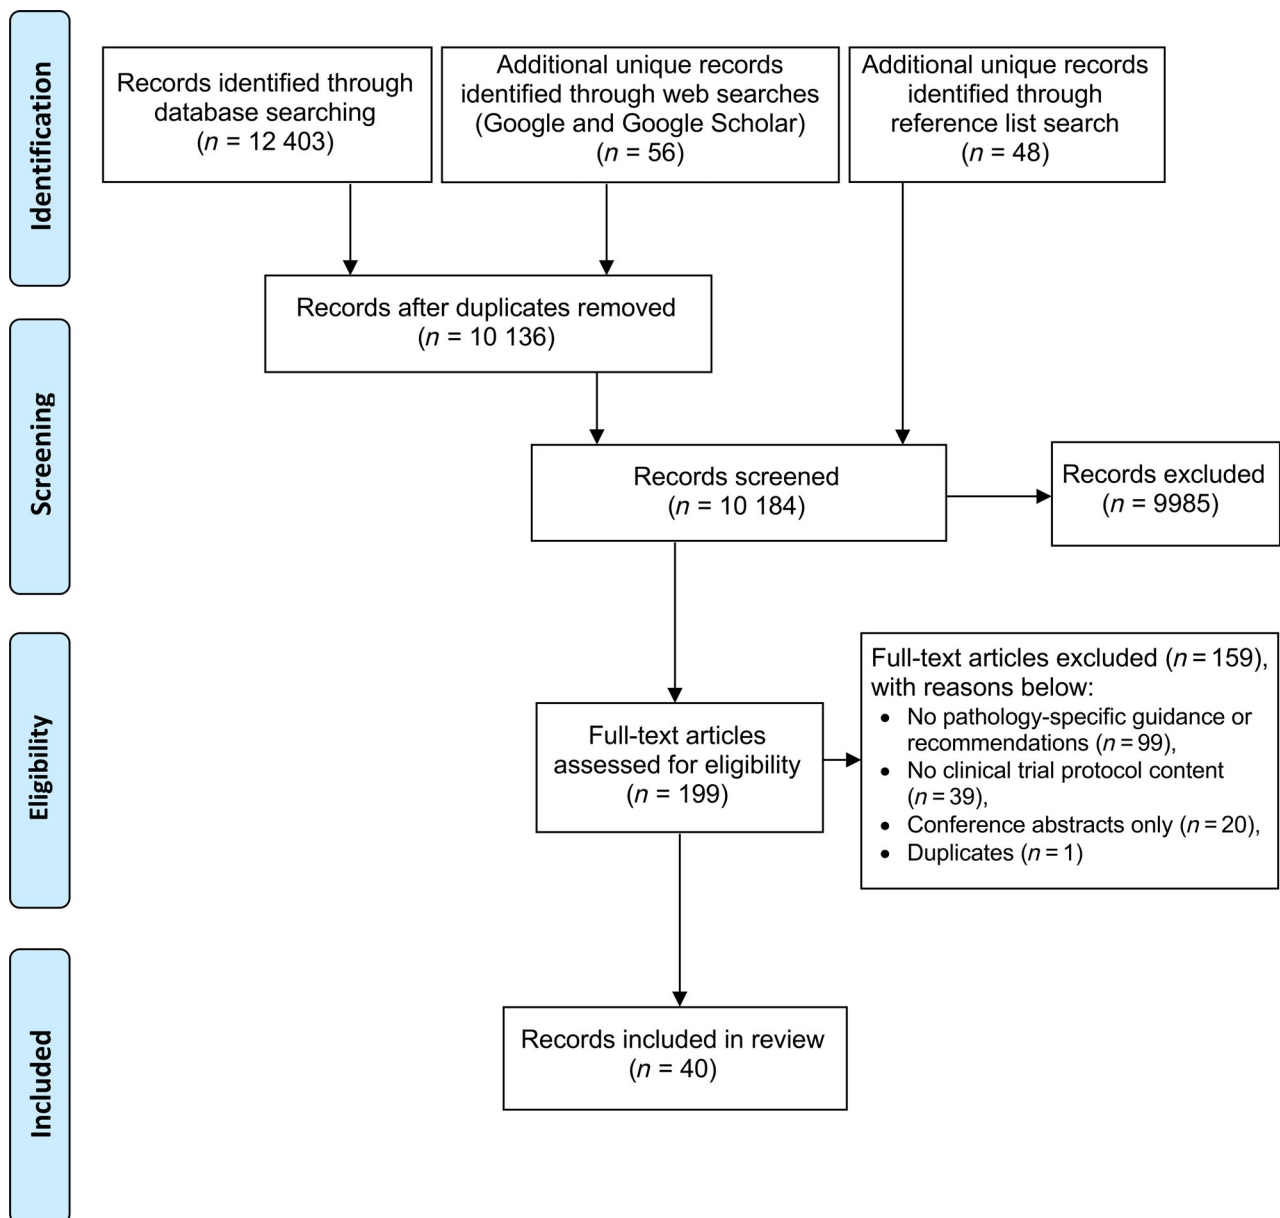 Identification
Records identified through
database searching
(n = 12 403)
Additional unique records
identified through web searches
(Google and Google Scholar)
(n = 56)
Additional unique records
identified through
reference list search
(n = 48)
Records after duplicates removed
(n = 10 136)
Screening
Records screened
(n = 10 184)
Records excluded
(n = 9985)
Eligibility
Full-text articles
assessed for eligibility
(n = 199)
Full-text articles excluded (n = 159),
with reasons below:
• No pathology-specific guidance or
recommendations (n = 99),
• No clinical trial protocol content
(n = 39),
• Conference abstracts only (n = 20),
• Duplicates (n = 1)
Included
Records included in review
(n = 40)